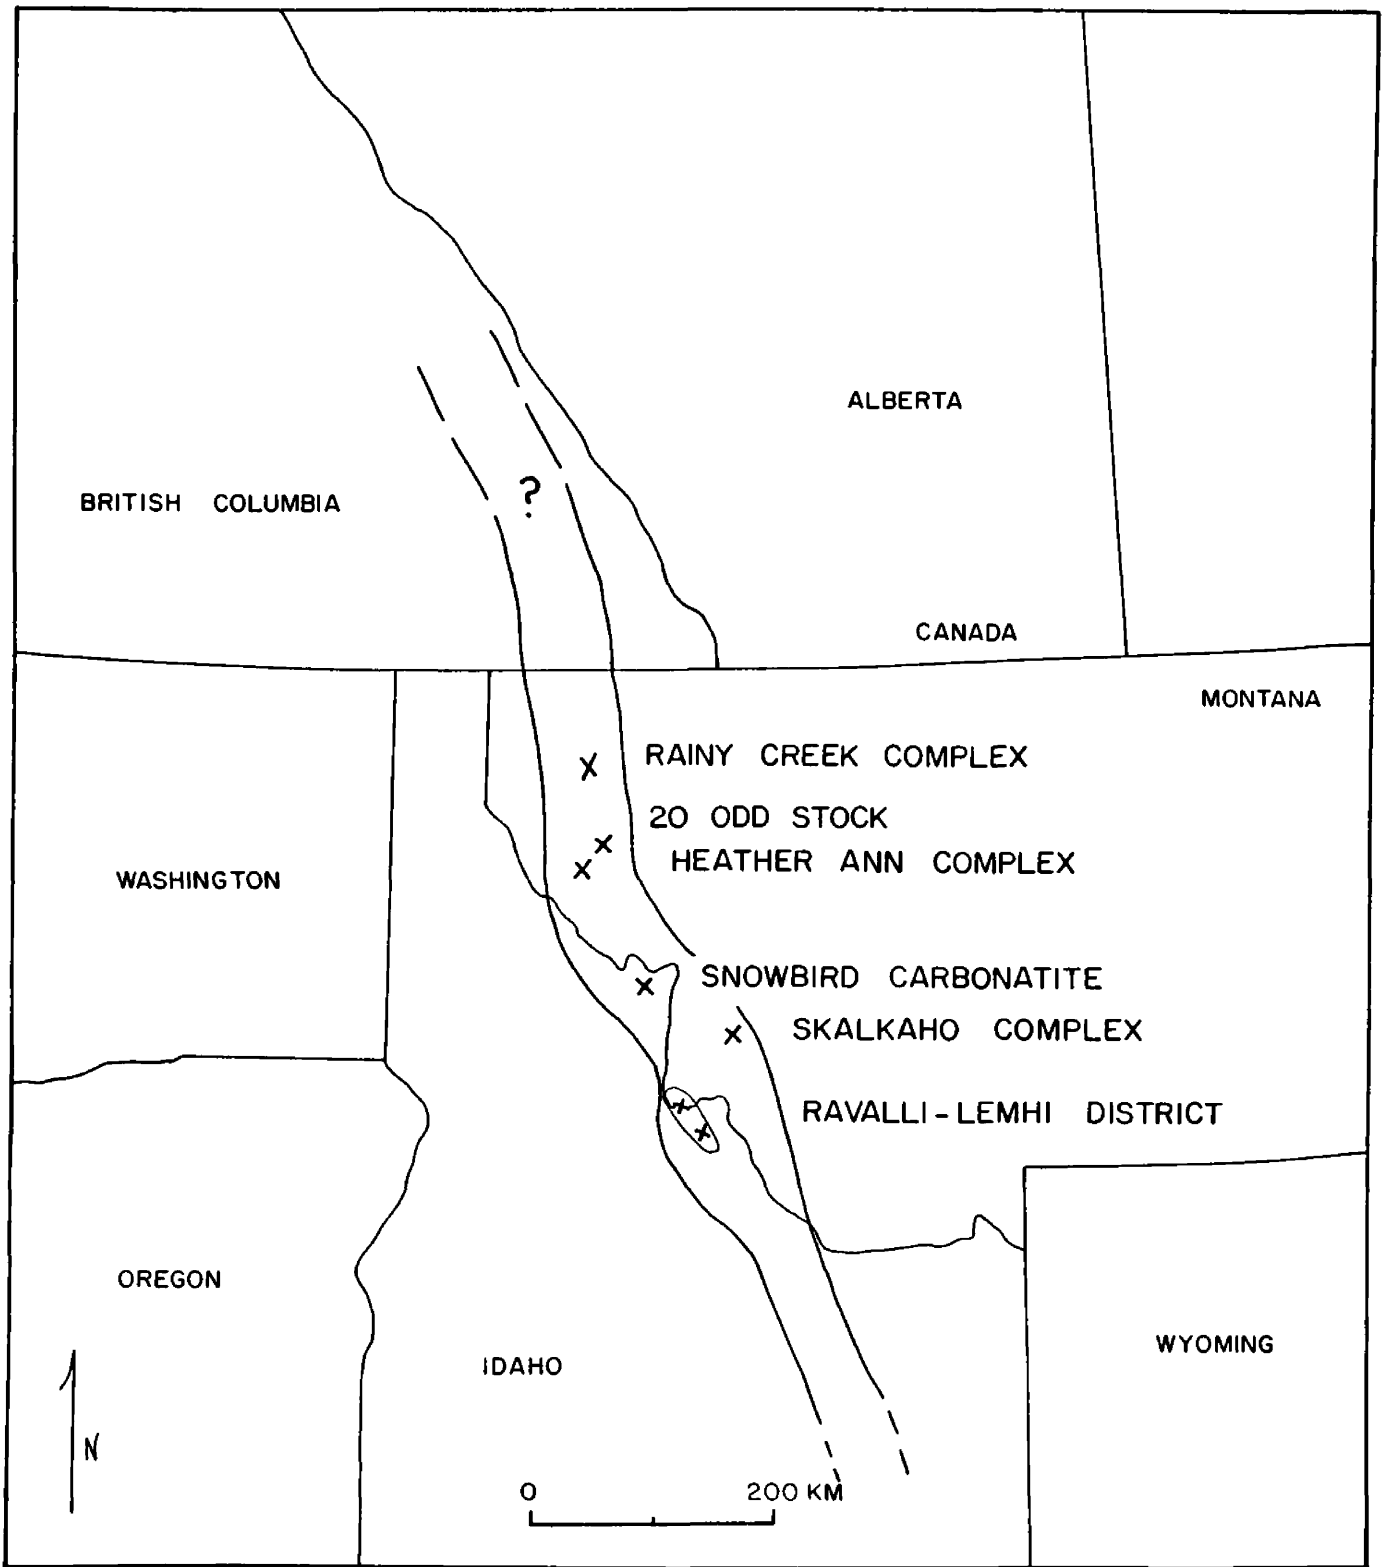 ALBERTA
BRITISH COLUMBIA
?
CANADA
MONTANA
RAINY CREEK COMPLEX
20 ODD STOCK
HEATHER ANN COMPLEX
WASHINGTON
SNOWBIRD CARBONATITE
SKALKAHO COMPLEX
RAVALLI-LEMHI DISTRICT
OREGON
WYOMING
IDAHO
N
0 200 KM